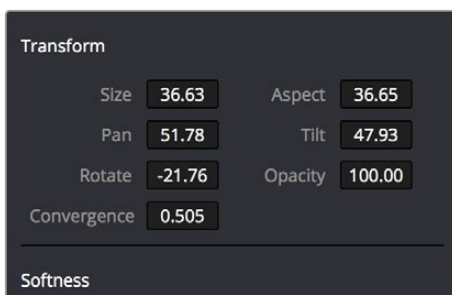 Transform
Size 36.63 Aspect 36.65
Pan 51.78 Tilt 47.93
Rotate -21.76 Opacity 100.00
Convergence 0.505
Softness